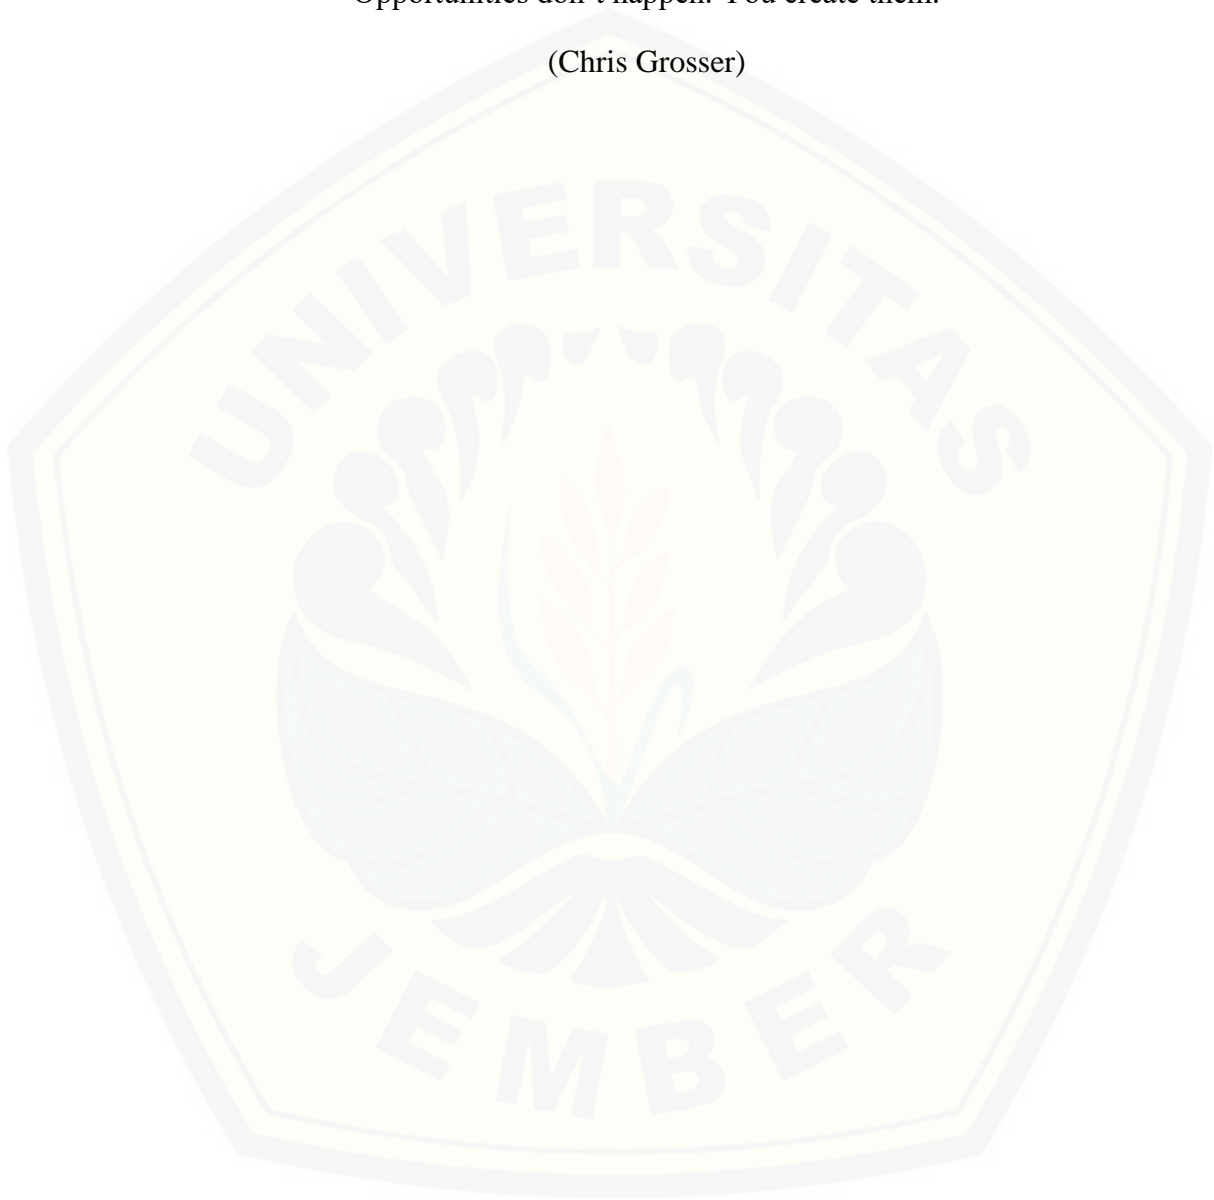 Opportunities don't happen. You create them.
(Chris Grosser)
UNIVERSITAS
JEMBER